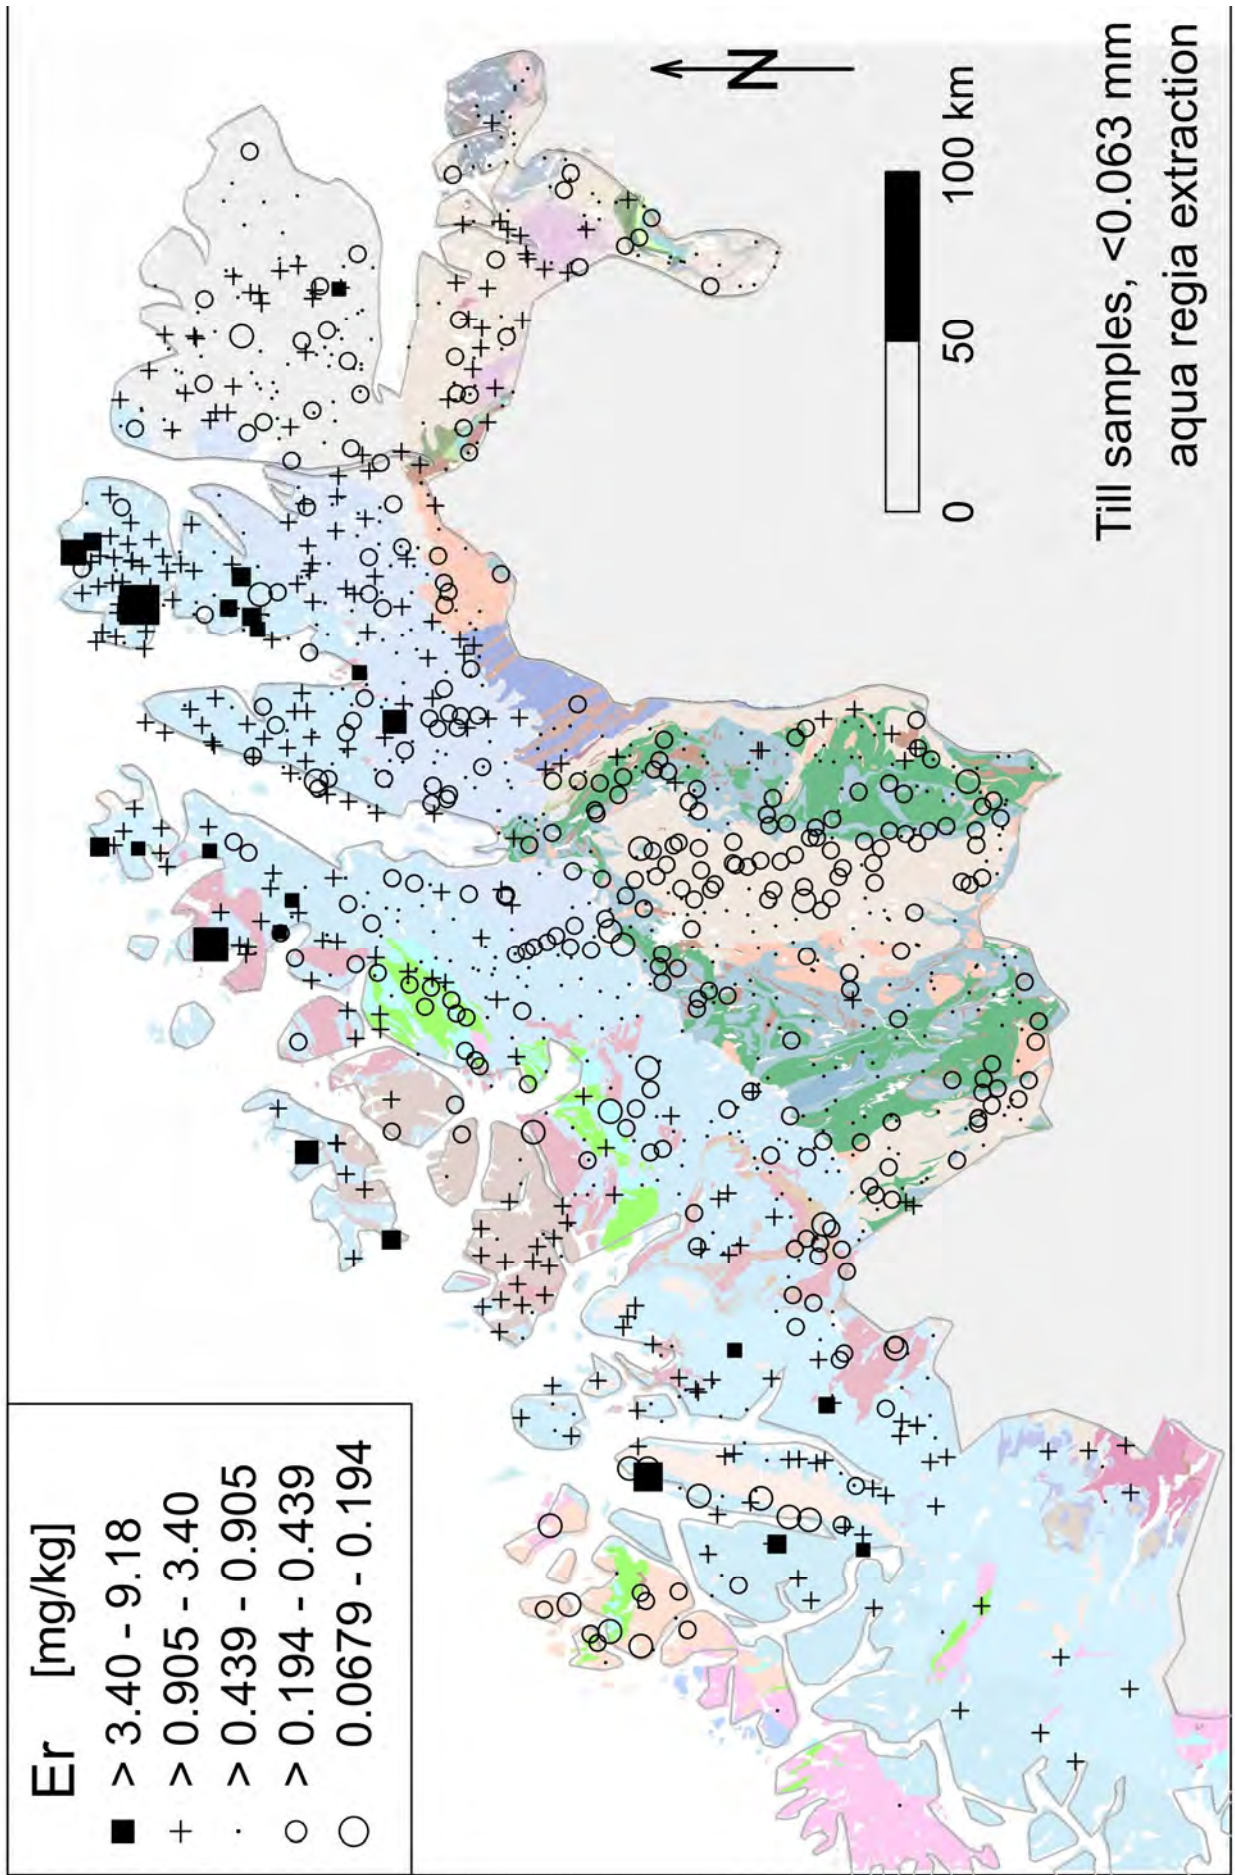 Er [mg/kg]
> 3.40 - 9.18
> 0.905 - 3.40
> 0.439 - 0.905
> 0.194 - 0.439
0.0679 - 0.194
N
0 50 100 km
Till samples, <0.063 mm
aqua regia extraction